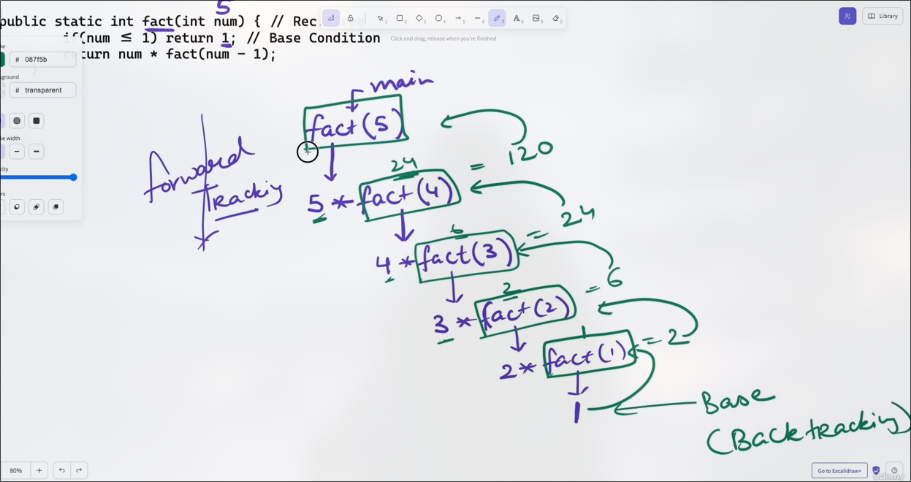 5
public static int fact(int num) { // Rec
if(num ≤ 1) return 1; // Base Condition
turn num * fact(num - 1);
Click and drag, release when you're finished
Library
# 087f5b
# transparent
main
fact(5)
= 120
forward
Tracking
24
5 * fact(4)
= 24
6
4 * fact(3)
= 6
2
3 * fact(2)
= 2
1
2 * fact(1)
1
Base
(Backtracking)
80%
Go to Excalidraw+